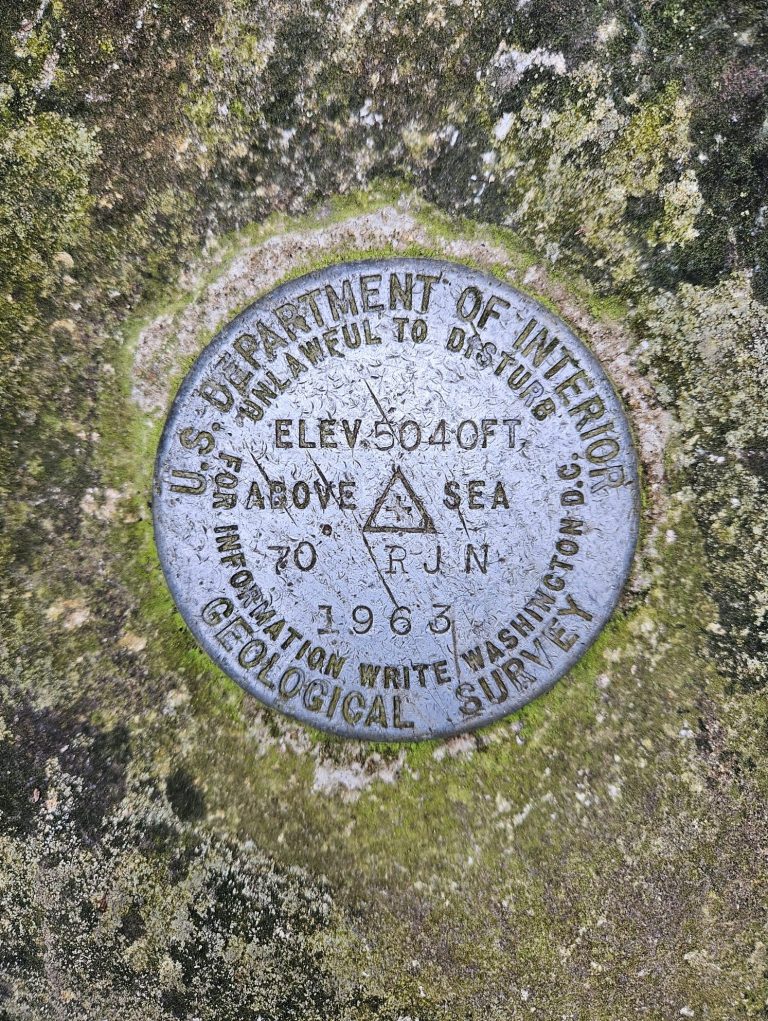 U.S. DEPARTMENT OF INTERIOR
UNLAWFUL TO DISTURB
ELEV. 5040 FT
ABOVE SEA
70 RJN
1963
FOR INFORMATION WRITE WASHINGTON D.C.
GEOLOGICAL SURVEY